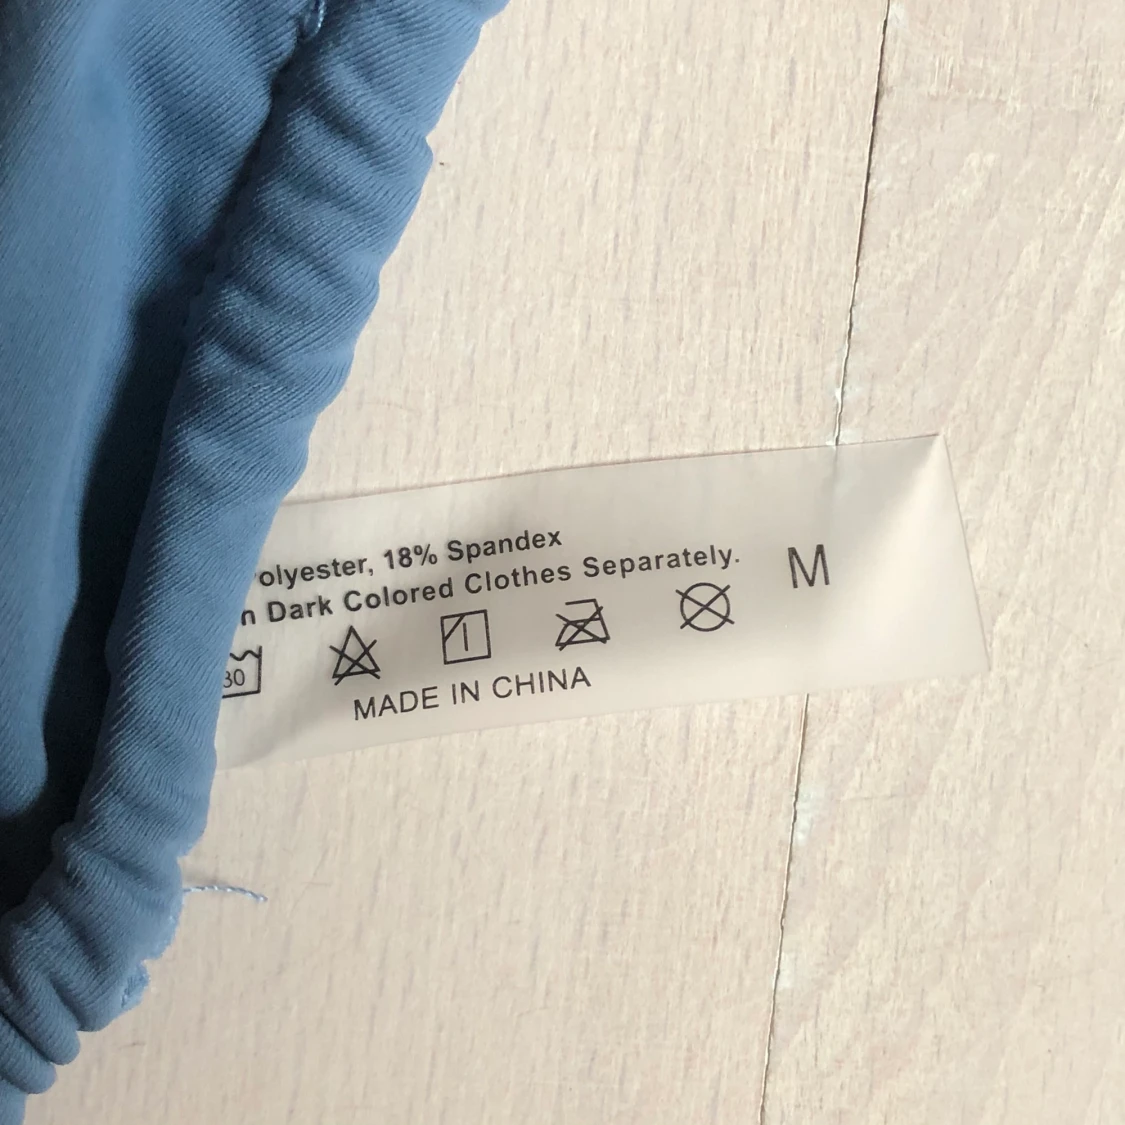 olyester, 18% Spandex
n Dark Colored Clothes Separately.
M
30
MADE IN CHINA